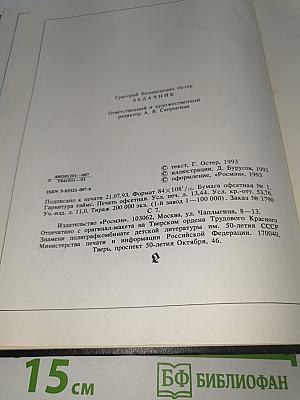 Григорий Бенционович Остер
ЗАДАЧНИК
Ответственный и художественный
редактор А. Б. Сапрыгина
© текст, Г. Остер, 1993
© иллюстрации, Д. Бурусов, 1993
© оформление, «Росмэн», 1993
ISBN 5-85321-007-6
С 7.
Подписано к печати 21.07.93. Формат 84×108 1/16. Бумага офсетная № 1.
Гарнитура таймс. Печать офсетная. Усл. печ. л. 13,44. Усл. кр.-отт. 53,76.
Уч.-изд. л. 11,0. Тираж 200 000 экз. (1-й завод 1—100 000). Заказ № 1790
Издательство «Росмэн», 103062, Москва, ул. Чаплыгина, 8—13.
Отпечатано с оригинал-макета на Тверском ордена Трудового Красного
Знамени полиграфкомбинате детской литературы им. 50-летия СССР
Министерства печати и информации Российской Федерации. 170040,
Тверь, проспект 50-летия Октября, 46.
15 см
БФ БИБЛИОФАН